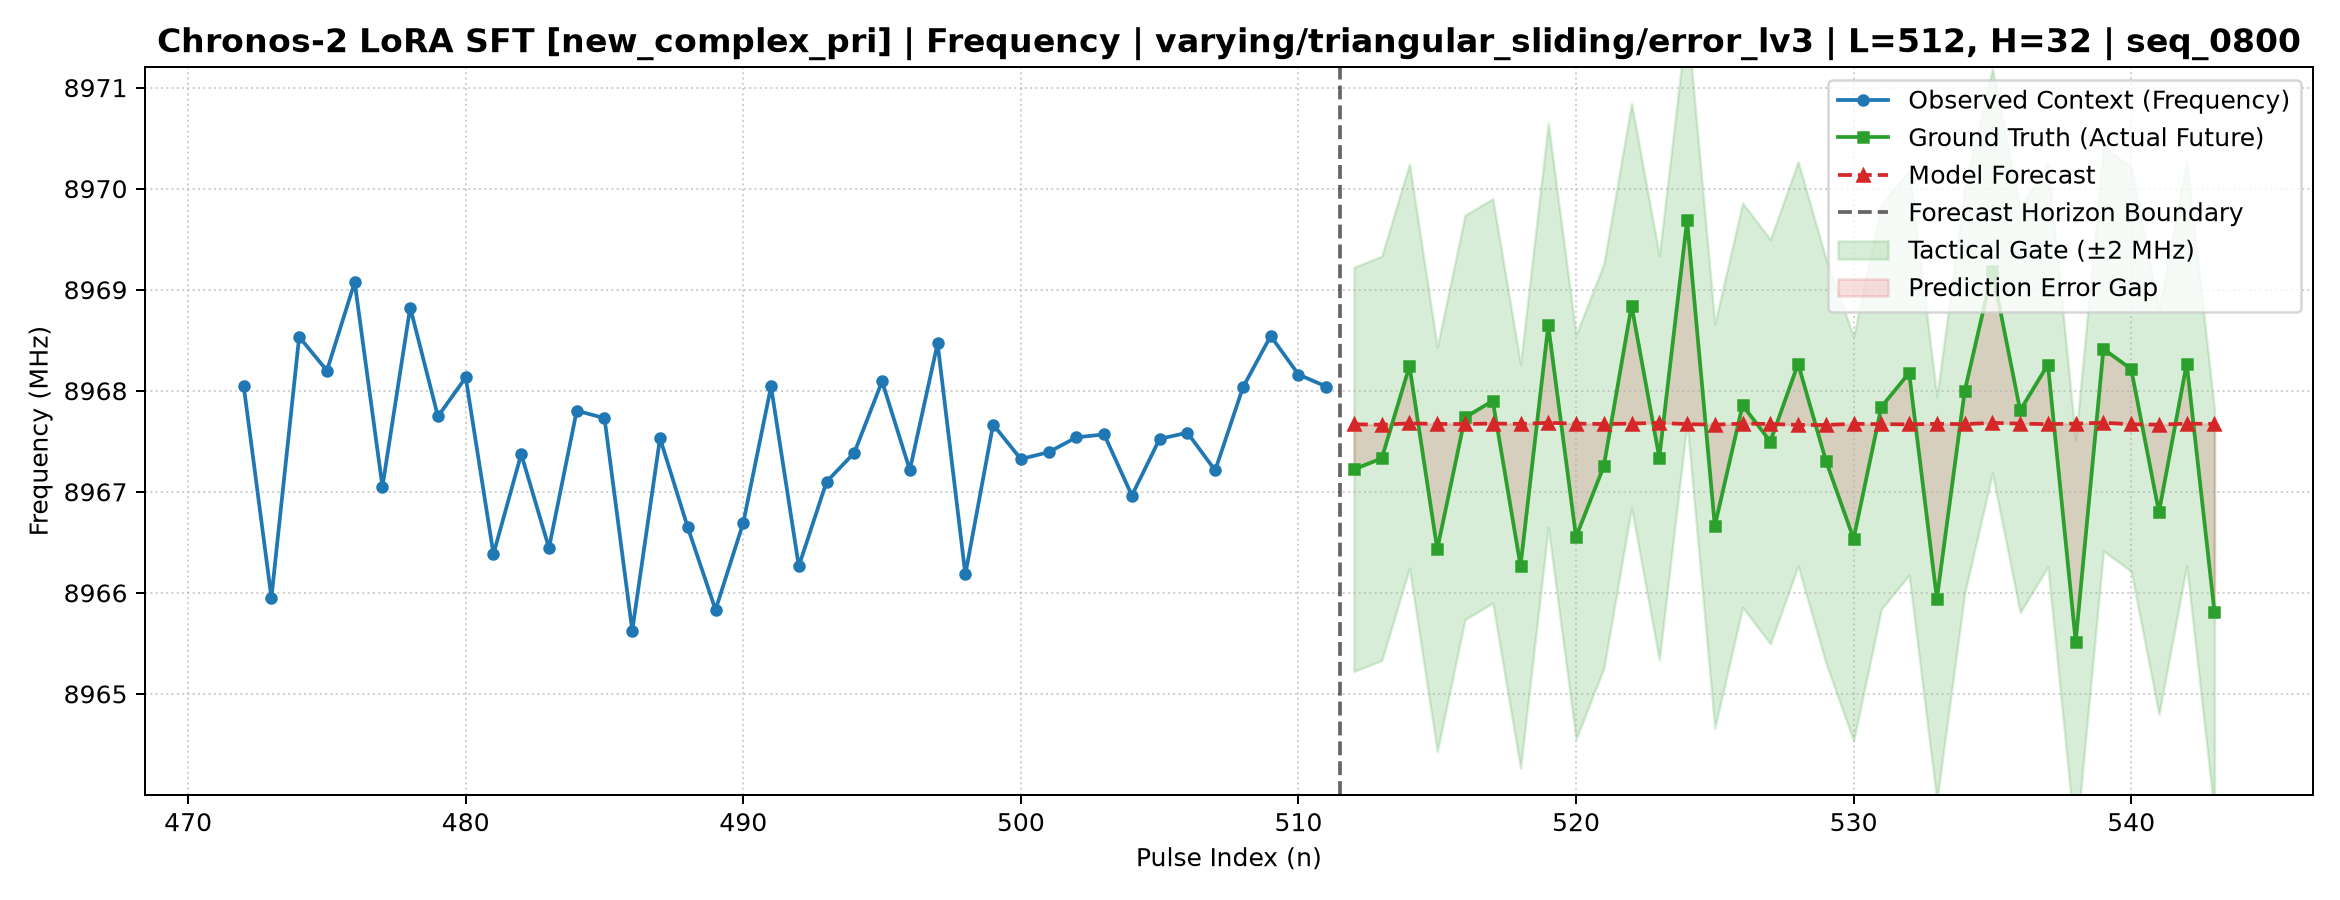 Chronos-2 LoRA SFT [new_complex_pri] | Frequency | varying/triangular_sliding/error_lv3 | L=512, H=32 | seq_0800
Frequency (MHz)
8971
8970
8969
8968
8967
8966
8965
Observed Context (Frequency)
Ground Truth (Actual Future)
Model Forecast
Forecast Horizon Boundary
Tactical Gate (±2 MHz)
Prediction Error Gap
470 480 490 500 510 520 530 540
Pulse Index (n)